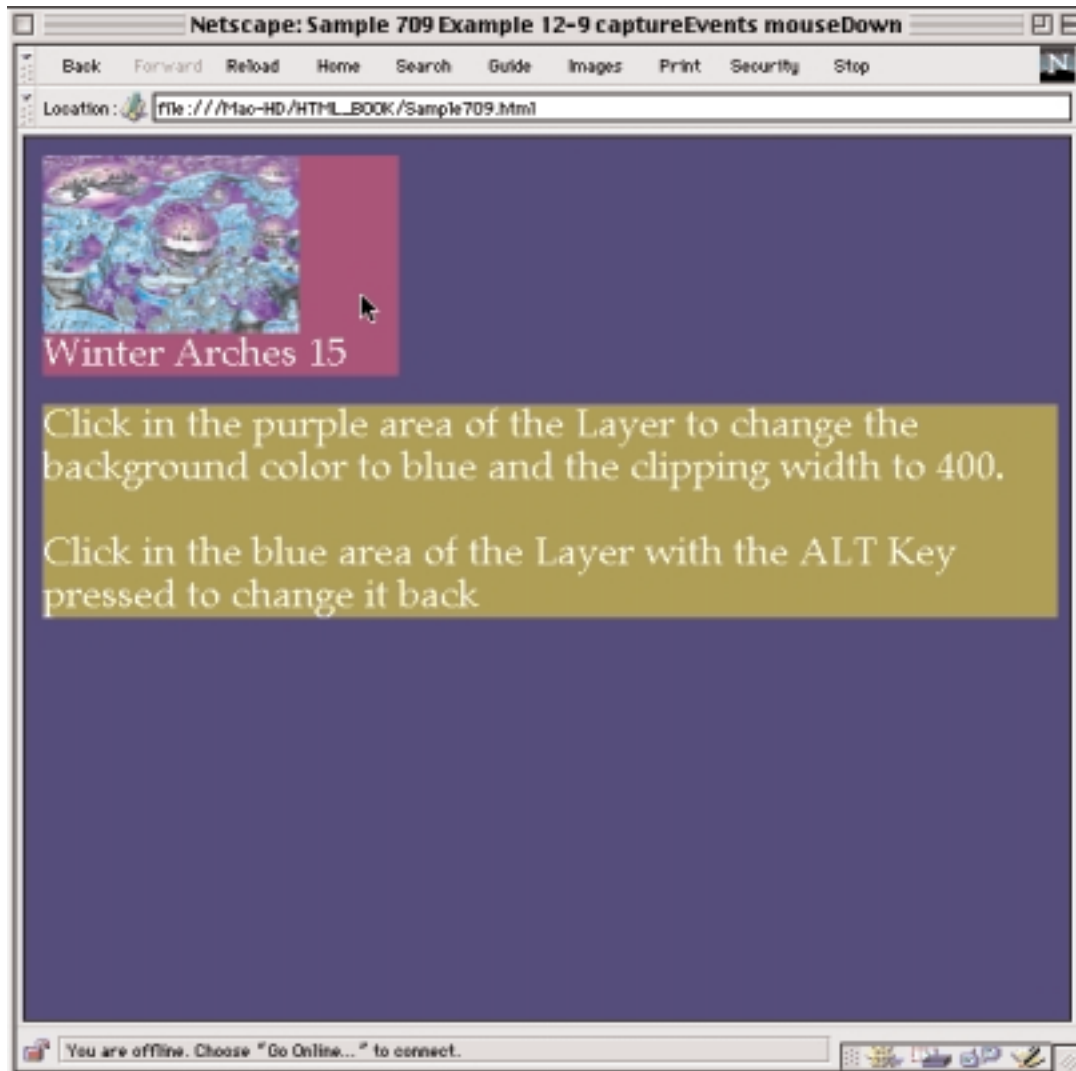 Netscape: Sample 709 Example 12-9 captureEvents mouseDown
Back Forward Reload Home Search Guide Images Print Security Stop
N
Location: file:///Mac-HD/HTML_BOOK/Sample709.html
Winter Arches 15
Click in the purple area of the Layer to change the
background color to blue and the clipping width to 400.
Click in the blue area of the Layer with the ALT Key
pressed to change it back
You are offline. Choose "Go Online..." to connect.